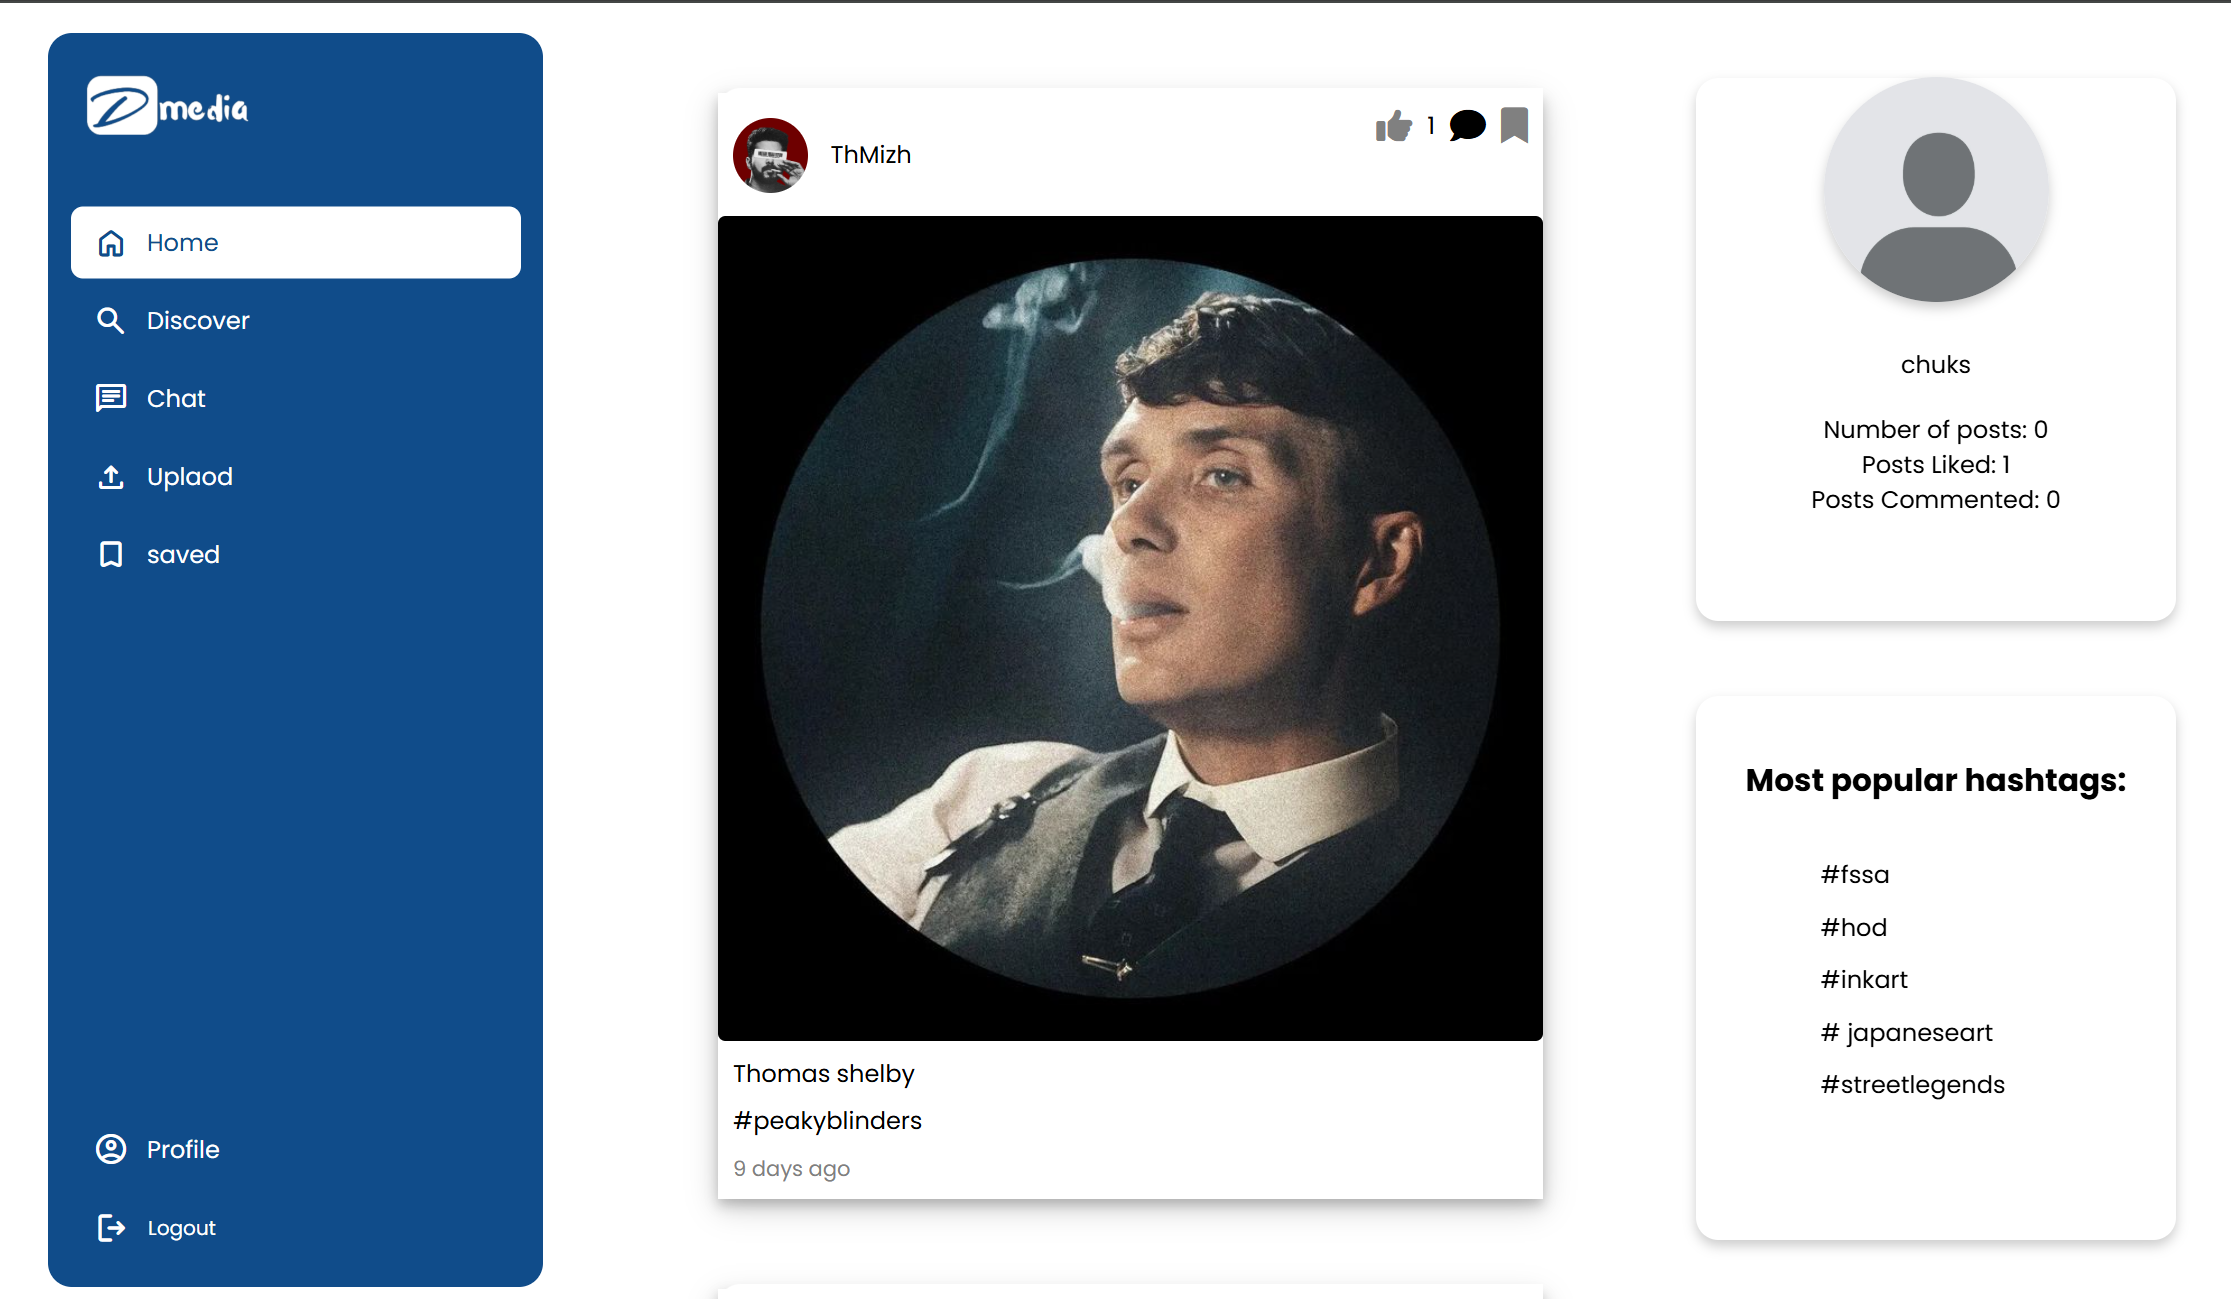 D media
Home
Discover
Chat
Uplaod
saved
Profile
Logout
ThMizh
1
Thomas shelby
#peakyblinders
9 days ago
chuks
Number of posts: 0
Posts Liked: 1
Posts Commented: 0
Most popular hashtags:
#fssa
#hod
#inkart
# japaneseart
#streetlegends